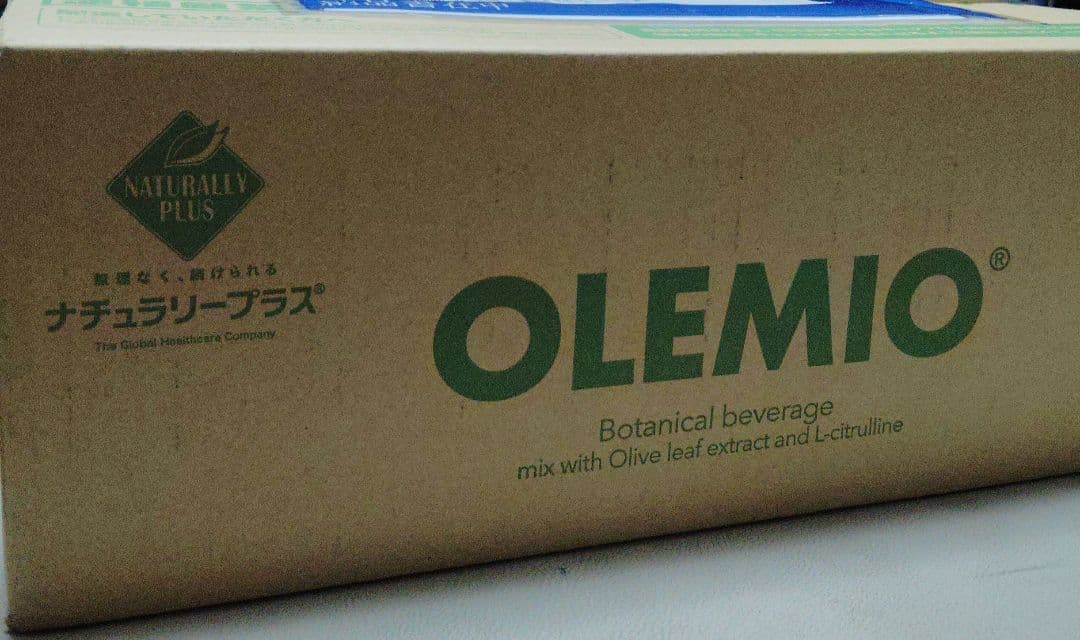 NATURALLY
PLUS
無理なく、続けられる
ナチュラリープラス®
The Global Healthcare Company
OLEMIO®
Botanical beverage
mix with Olive leaf extract and L-citrulline